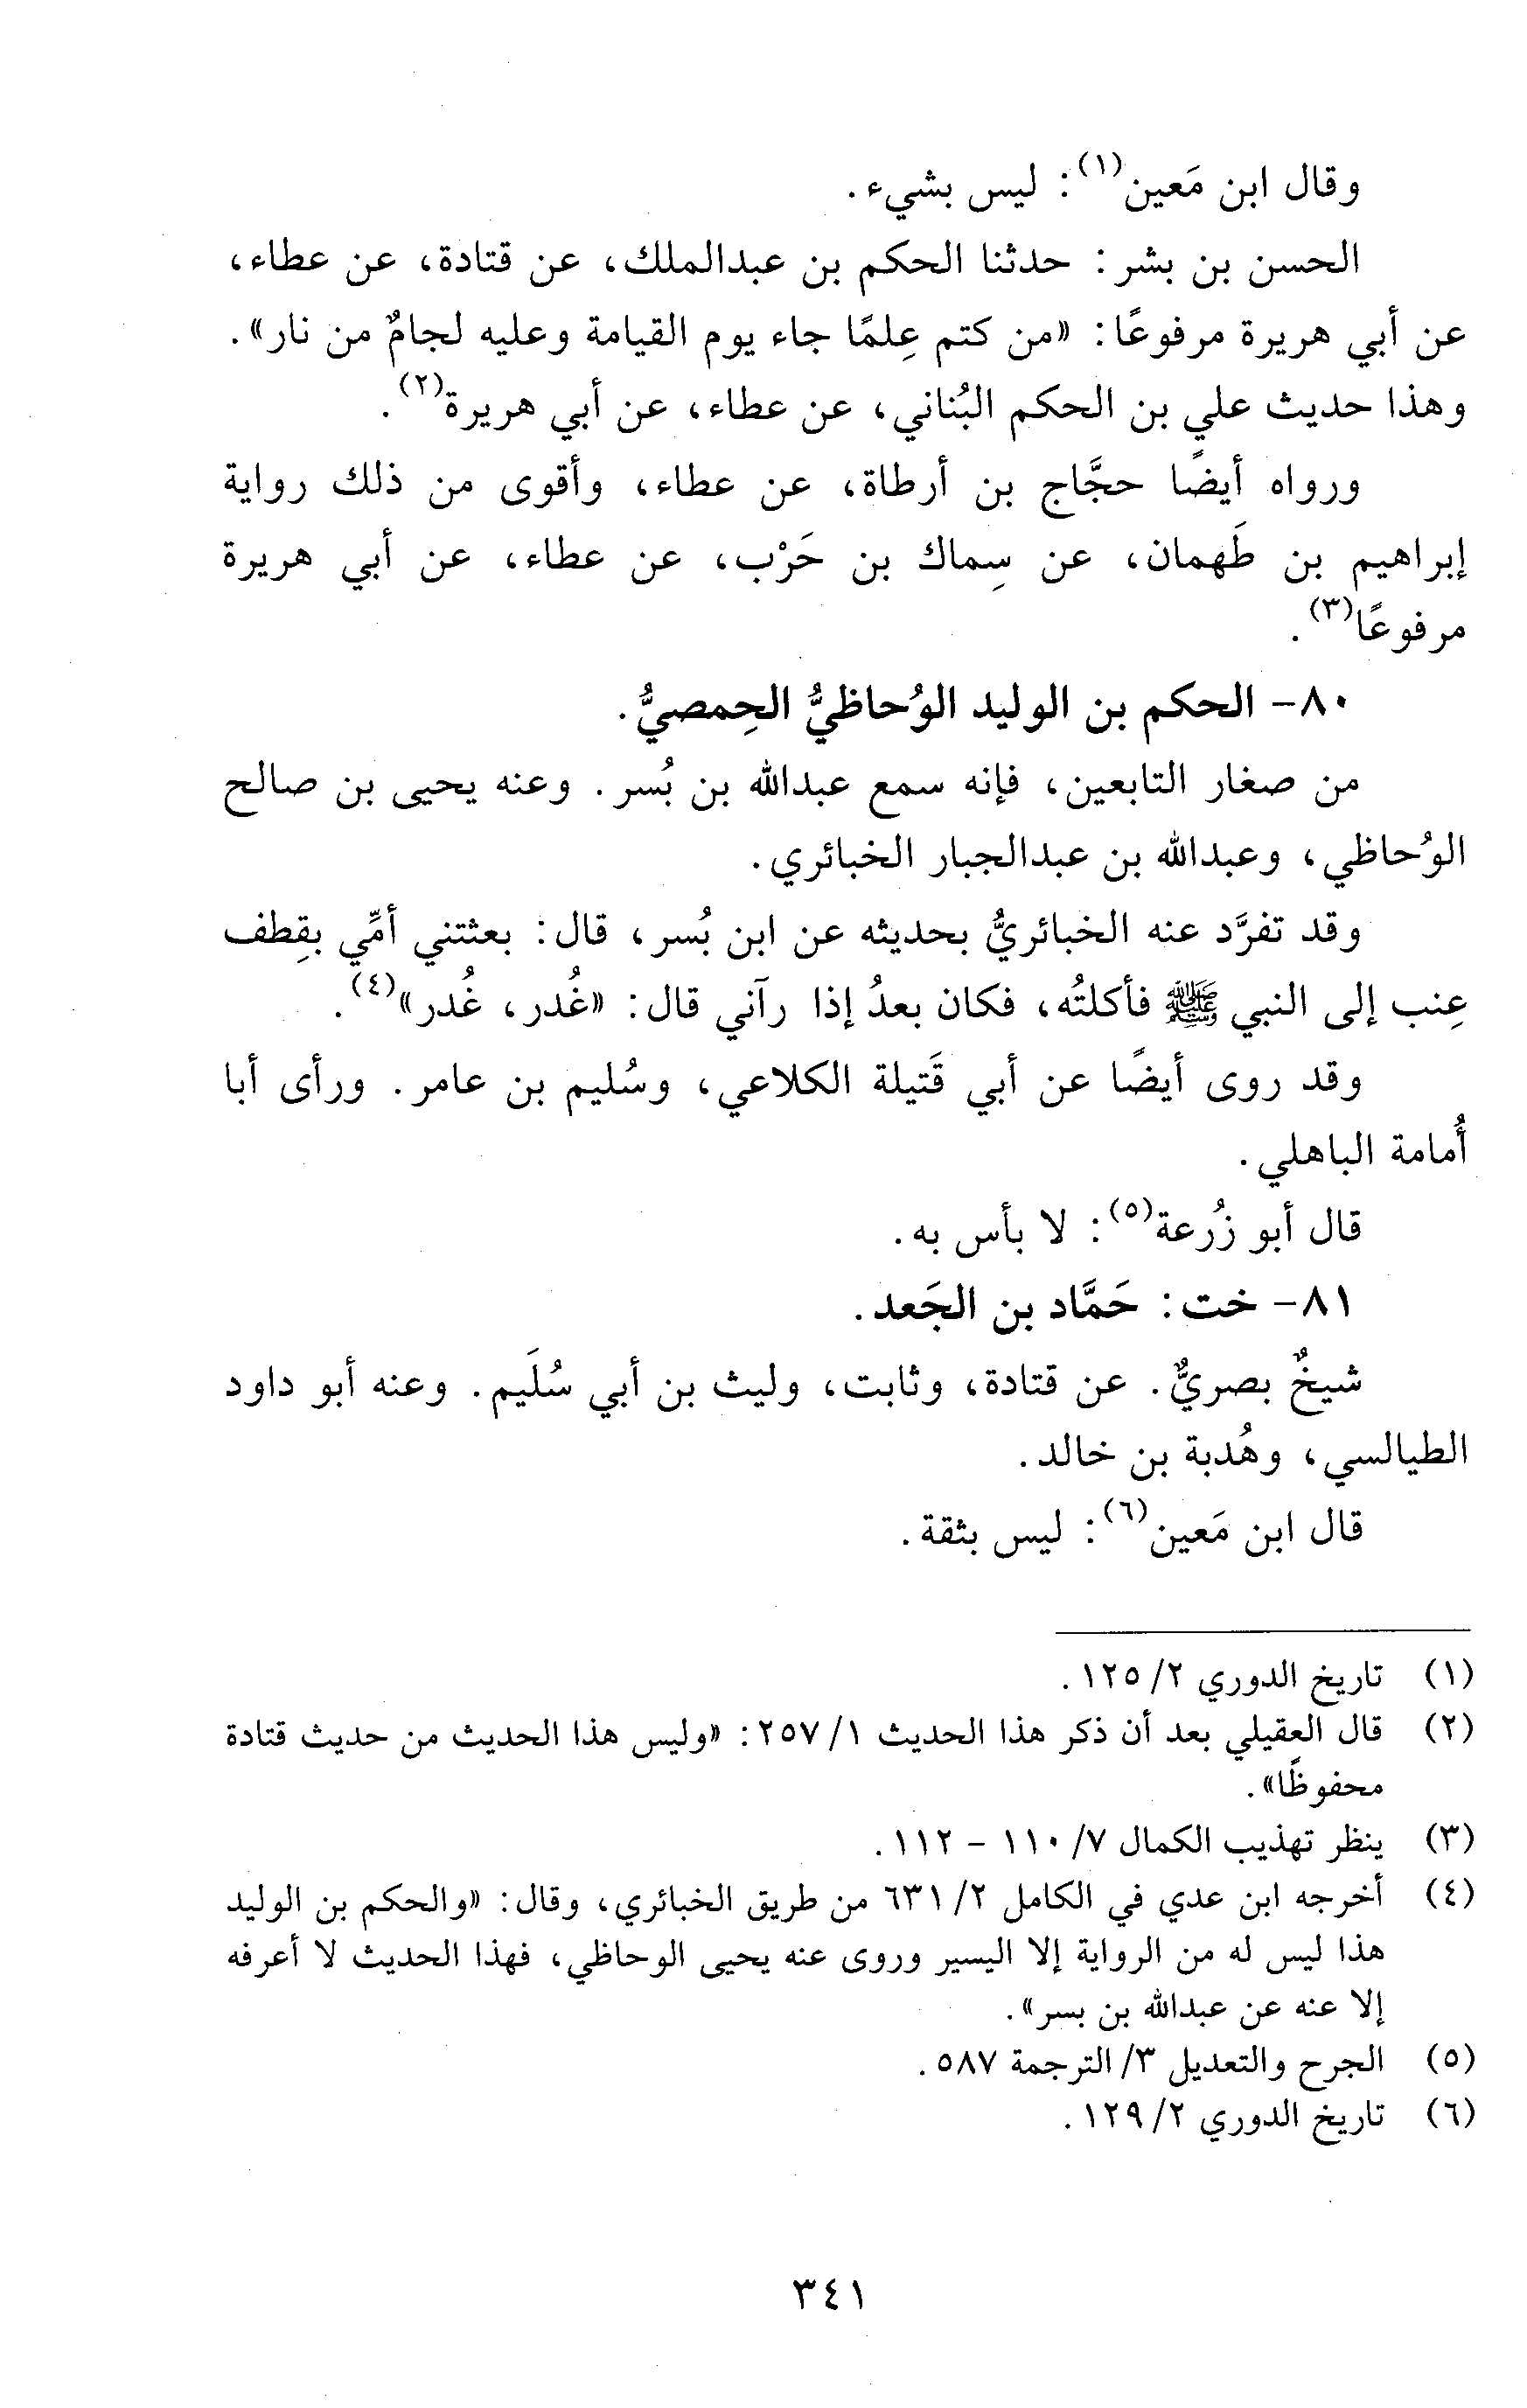 وقال ابن مَعين(١): ليس بشيء.
الحسن بن بشر: حدثنا الحكم بن عبدالملك، عن قتادة، عن عطاء،
عن أبي هريرة مرفوعًا: «من كتم عِلمًا جاء يوم القيامة وعليه لجامٌ من نار».
وهذا حديث علي بن الحكم البُناني، عن عطاء، عن أبي هريرة(٢).
ورواه أيضًا حجَّاج بن أرطاة، عن عطاء، وأقوى من ذلك رواية
إبراهيم بن طَهمان، عن سِماك بن حَرْب، عن عطاء، عن أبي هريرة
مرفوعًا(٣).
٨٠- الحكم بن الوليد الوُحاظيُّ الحِمصيُّ.
من صغار التابعين، فإنه سمع عبدالله بن بُسر. وعنه يحيى بن صالح
الوُحاظي، وعبدالله بن عبدالجبار الخبائري.
وقد تفرَّد عنه الخبائريُّ بحديثه عن ابن بُسر، قال: بعثتني أمِّي بقِطف
عِنب إلى النبي ﷺ فأكلتُه، فكان بعدُ إذا رآني قال: «غُدر، غُدر»(٤).
وقد روى أيضًا عن أبي قَتيلة الكلاعي، وسُليم بن عامر. ورأى أبا
أُمامة الباهلي.
قال أبو زُرعة(٥): لا بأس به.
٨١- خت: حَمَّاد بن الجَعد.
شيخٌ بصريٌّ. عن قتادة، وثابت، وليث بن أبي سُلَيم. وعنه أبو داود
الطيالسي، وهُدبة بن خالد.
قال ابن مَعين(٦): ليس بثقة.
(١) تاريخ الدوري ٢/ ١٢٥.
(٢) قال العقيلي بعد أن ذكر هذا الحديث ١/ ٢٥٧: «وليس هذا الحديث من حديث قتادة
محفوظًا».
(٣) ينظر تهذيب الكمال ٧/ ١١٠ - ١١٢.
(٤) أخرجه ابن عدي في الكامل ٢/ ٦٣١ من طريق الخبائري، وقال: «والحكم بن الوليد
هذا ليس له من الرواية إلا اليسير وروى عنه يحيى الوحاظي، فهذا الحديث لا أعرفه
إلا عنه عن عبدالله بن بسر».
(٥) الجرح والتعديل ٣/ الترجمة ٥٨٧.
(٦) تاريخ الدوري ٢/ ١٢٩.
٣٤١